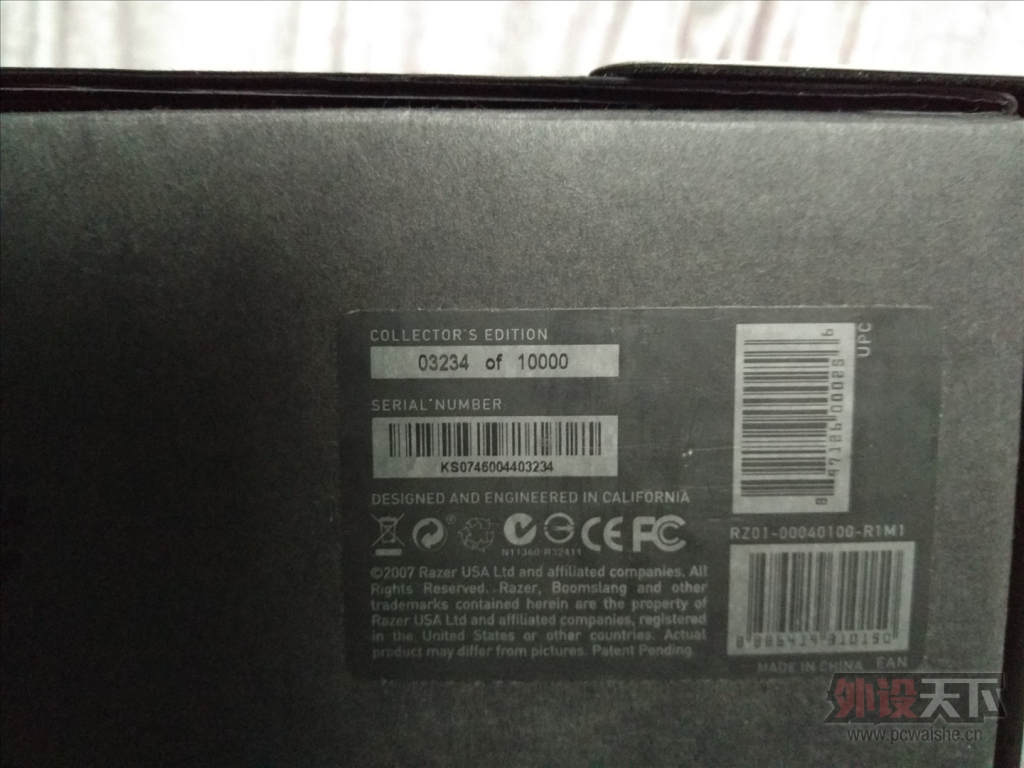 COLLECTOR'S EDITION
03234 of 10000
SERIAL NUMBER
KS0746004403234
DESIGNED AND ENGINEERED IN CALIFORNIA
N11360 R32411
©2007 Razer USA Ltd and affiliated companies. All
Rights Reserved. Razer, Boomslang and other
trademarks contained herein are the property of
Razer USA Ltd and affiliated companies, registered
in the United States or other countries. Actual
product may differ from pictures. Patent Pending.
UPC
RZ01-00040100-R1M1
8 886419 310150
MADE IN CHINA EAN
外设天下
www.pcwaishe.cn